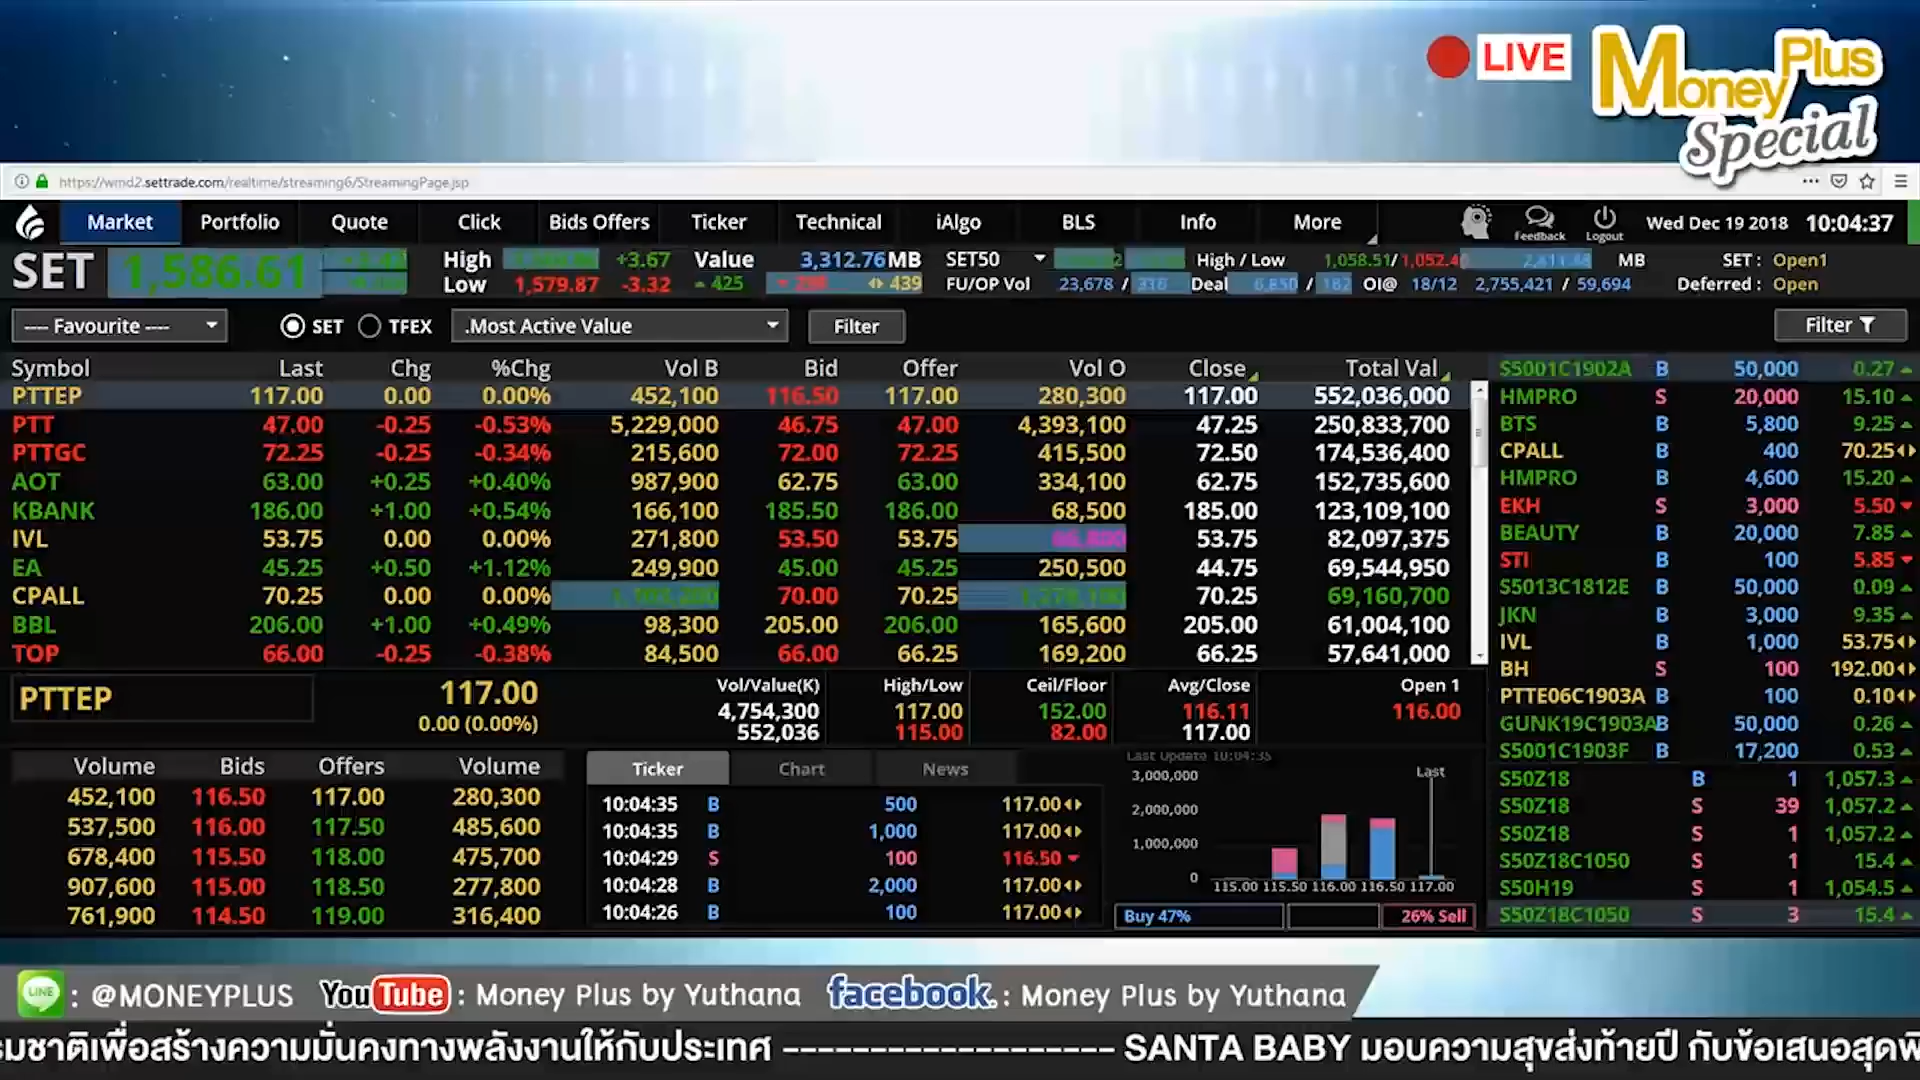 LIVE
Money Plus
Special
https://wmd2.settrade.com/realtime/streaming6/StreamingPage.jsp
Market Portfolio Quote Click Bids Offers Ticker Technical iAlgo BLS Info More Feedback Logout Wed Dec 19 2018 10:04:37
SET 1,586.61 High +3.67 Value 3,312.76 MB SET50 High / Low 1,058.51/ MB SET : Open1
Low 1,579.87 -3.32 425 439 FU/OP Vol 23,678 / Deal / OI@ 18/12 2,755,421 / 59,694 Deferred : Open
---- Favourite ---- SET TFEX .Most Active Value Filter Filter
Symbol Last Chg %Chg Vol B Bid Offer Vol O Close Total Val
PTTEP 117.00 0.00 0.00% 452,100 116.50 117.00 280,300 117.00 552,036,000
PTT 47.00 -0.25 -0.53% 5,229,000 46.75 47.00 4,393,100 47.25 250,833,700
PTTGC 72.25 -0.25 -0.34% 215,600 72.00 72.25 415,500 72.50 174,536,400
AOT 63.00 +0.25 +0.40% 987,900 62.75 63.00 334,100 62.75 152,735,600
KBANK 186.00 +1.00 +0.54% 166,100 185.50 186.00 68,500 185.00 123,109,100
IVL 53.75 0.00 0.00% 271,800 53.50 53.75 53.75 82,097,375
EA 45.25 +0.50 +1.12% 249,900 45.00 45.25 250,500 44.75 69,544,950
CPALL 70.25 0.00 0.00% 70.00 70.25 70.25 69,160,700
BBL 206.00 +1.00 +0.49% 98,300 205.00 206.00 165,600 205.00 61,004,100
TOP 66.00 -0.25 -0.38% 84,500 66.00 66.25 169,200 66.25 57,641,000
S5001C1902A B 50,000 0.27
HMPRO S 20,000 15.10
BTS B 5,800 9.25
CPALL B 400 70.25
HMPRO B 4,600 15.20
EKH S 3,000 5.50
BEAUTY B 20,000 7.85
STI B 100 5.85
S5013C1812E B 50,000 0.09
JKN B 3,000 9.35
IVL B 1,000 53.75
BH S 100 192.00
PTTE06C1903A B 100 0.10
GUNK19C1903A B 50,000 0.26
S5001C1903F B 17,200 0.53
S50Z18 B 1 1,057.3
S50Z18 S 39 1,057.2
S50Z18 S 1 1,057.2
S50Z18C1050 S 1 15.4
S50H19 S 1 1,054.5
S50Z18C1050 S 3 15.4
PTTEP 117.00 0.00 (0.00%)
Vol/Value(K) High/Low Ceil/Floor Avg/Close Open 1
4,754,300 117.00 152.00 116.11 116.00
552,036 115.00 82.00 117.00
Volume Bids Offers Volume
452,100 116.50 117.00 280,300
537,500 116.00 117.50 485,600
678,400 115.50 118.00 475,700
907,600 115.00 118.50 277,800
761,900 114.50 119.00 316,400
Ticker Chart News
10:04:35 B 500 117.00
10:04:35 B 1,000 117.00
10:04:29 S 100 116.50
10:04:28 B 2,000 117.00
10:04:26 B 100 117.00
Last Update 10:04:35
3,000,000 Last
2,000,000
1,000,000
0
115.00 115.50 116.00 116.50 117.00
Buy 47% 26% Sell
LINE : @MONEYPLUS YouTube : Money Plus by Yuthana facebook. : Money Plus by Yuthana
รมชาติเพื่อสร้างความมั่นคงทางพลังงานให้กับประเทศ -------------------- SANTA BABY มอบความสุขส่งท้ายปี กับข้อเสนอสุดพิ